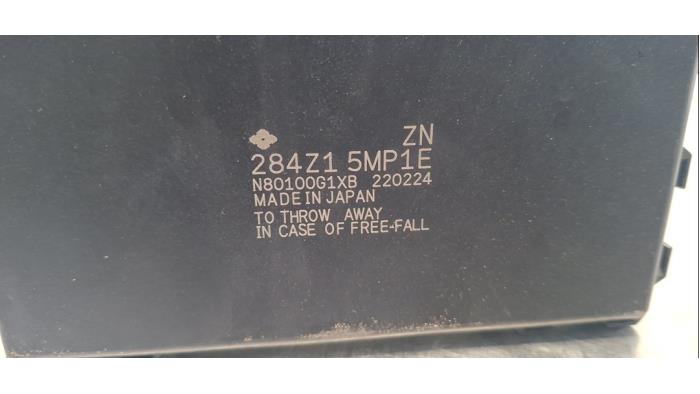 ZN
284Z1 5MP1E
N80100G1XB 220224
MADE IN JAPAN
TO THROW AWAY
IN CASE OF FREE-FALL